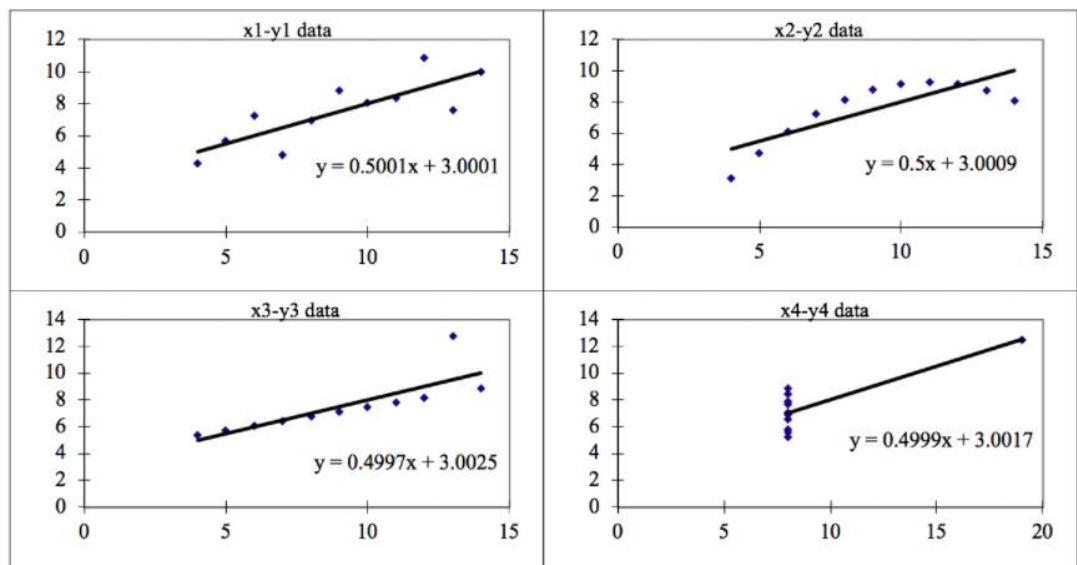 x1-y1 data
12
10
8
6
4
2
0
y = 0.5001x + 3.0001
0 5 10 15
x2-y2 data
12
10
8
6
4
2
0
y = 0.5x + 3.0009
0 5 10 15
x3-y3 data
14
12
10
8
6
4
2
0
y = 0.4997x + 3.0025
0 5 10 15
x4-y4 data
14
12
10
8
6
4
2
0
y = 0.4999x + 3.0017
0 5 10 15 20